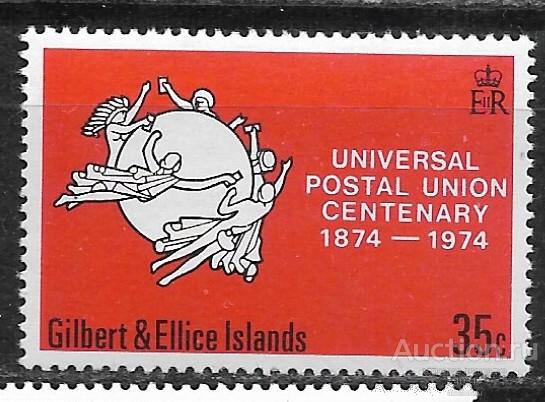 EIIR
UNIVERSAL
POSTAL UNION
CENTENARY
1874 — 1974
Gilbert & Ellice Islands
35c
Auction.ru